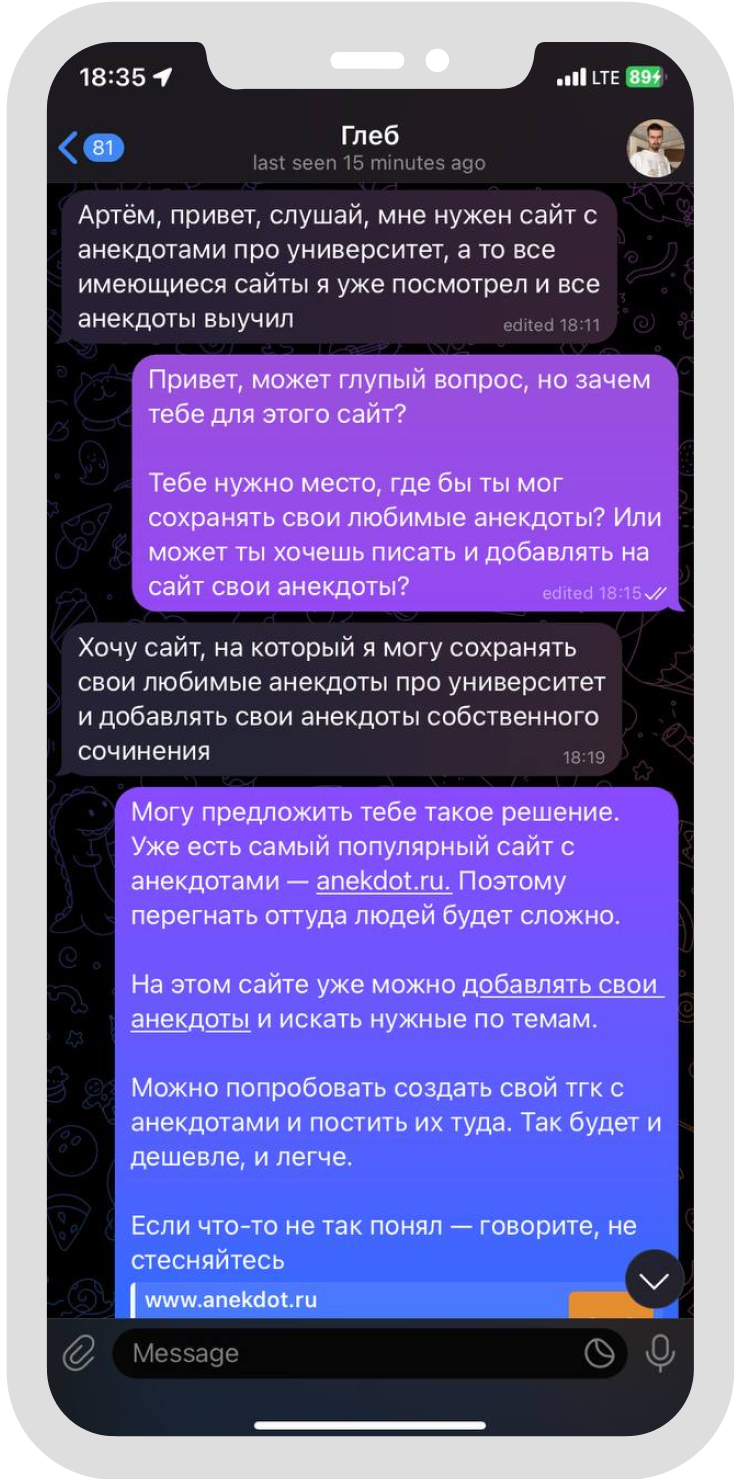 18:35
LTE 89
81
Глеб
last seen 15 minutes ago
Артём, привет, слушай, мне нужен сайт с
анекдотами про университет, а то все
имеющиеся сайты я уже посмотрел и все
анекдоты выучил
edited 18:11
Привет, может глупый вопрос, но зачем
тебе для этого сайт?
Тебе нужно место, где бы ты мог
сохранять свои любимые анекдоты? Или
может ты хочешь писать и добавлять на
сайт свои анекдоты?
edited 18:15
Хочу сайт, на который я могу сохранять
свои любимые анекдоты про университет
и добавлять свои анекдоты собственного
сочинения
18:19
Могу предложить тебе такое решение.
Уже есть самый популярный сайт с
анекдотами — anekdot.ru. Поэтому
перегнать оттуда людей будет сложно.
На этом сайте уже можно добавлять свои
анекдоты и искать нужные по темам.
Можно попробовать создать свой тгк с
анекдотами и постить их туда. Так будет и
дешевле, и легче.
Если что-то не так понял — говорите, не
стесняйтесь
www.anekdot.ru
Message